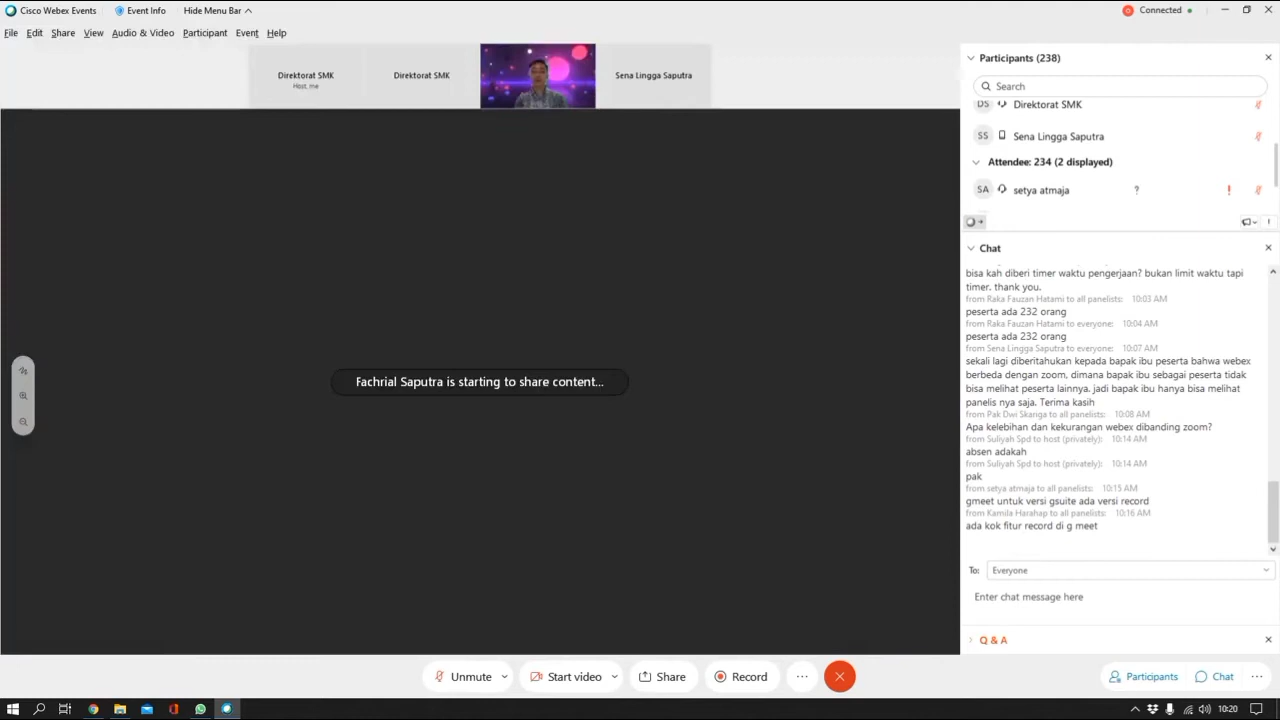 Cisco Webex Events
Event Info
Hide Menu Bar
Connected
File Edit Share View Audio & Video Participant Event Help
Direktorat SMK
Host, me
Direktorat SMK
Sena Lingga Saputra
Fachrial Saputra is starting to share content...
Participants (238)
Search
DS Direktorat SMK
SS Sena Lingga Saputra
Attendee: 234 (2 displayed)
SA setya atmaja ? !
Chat
bisa kah diberi timer waktu pengerjaan? bukan limit waktu tapi
timer. thank you.
from Raka Fauzan Hatami to all panelists: 10:03 AM
peserta ada 232 orang
from Raka Fauzan Hatami to everyone: 10:04 AM
peserta ada 232 orang
from Sena Lingga Saputra to everyone: 10:07 AM
sekali lagi diberitahukan kepada bapak ibu peserta bahwa webex
berbeda dengan zoom, dimana bapak ibu sebagai peserta tidak
bisa melihat peserta lainnya. jadi bapak ibu hanya bisa melihat
panelis nya saja. Terima kasih
from Pak Dwi Skariga to all panelists: 10:08 AM
Apa kelebihan dan kekurangan webex dibanding zoom?
from Suliyah Spd to host (privately): 10:14 AM
absen adakah
from Suliyah Spd to host (privately): 10:14 AM
pak
from setya atmaja to all panelists: 10:15 AM
gmeet untuk versi gsuite ada versi record
from Kamila Harahap to all panelists: 10:16 AM
ada kok fitur record di g meet
To: Everyone
Enter chat message here
Q & A
Unmute
Start video
Share
Record
Participants
Chat
10:20